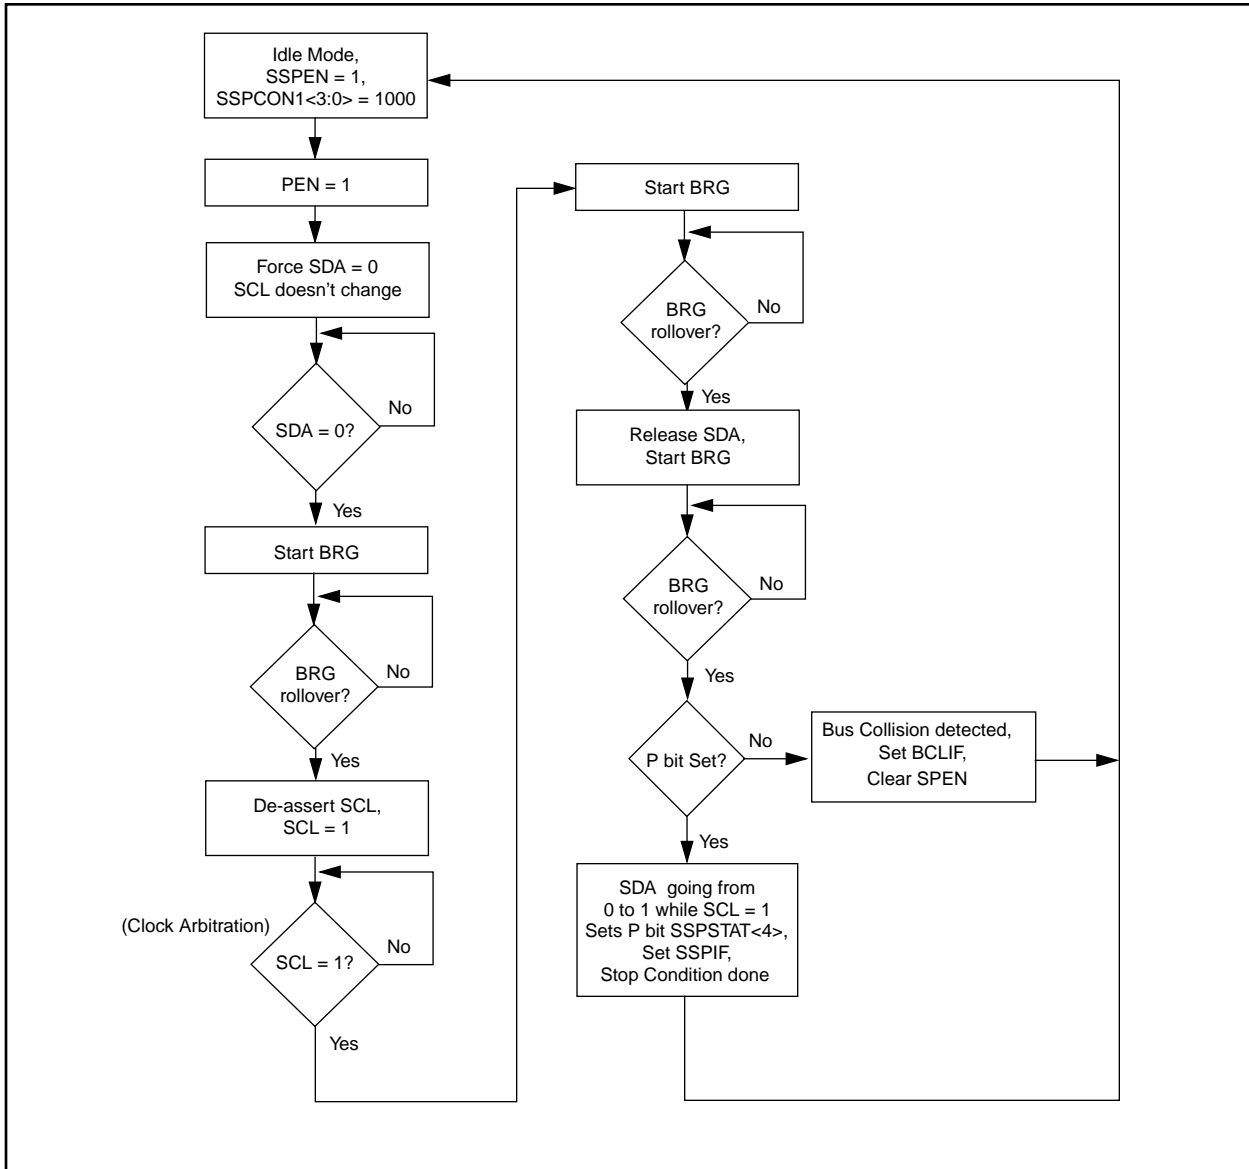 Idle Mode,
SSPEN = 1,
SSPCON1<3:0> = 1000
PEN = 1
Force SDA = 0
SCL doesn't change
No
SDA = 0?
Yes
Start BRG
BRG
rollover?
No
Yes
De-assert SCL,
SCL = 1
(Clock Arbitration)
No
SCL = 1?
Yes
Start BRG
BRG
rollover?
No
Yes
Release SDA,
Start BRG
BRG
rollover?
No
Yes
P bit Set?
No
Bus Collision detected,
Set BCLIF,
Clear SPEN
Yes
SDA going from
0 to 1 while SCL = 1
Sets P bit SSPSTAT<4>,
Set SSPIF,
Stop Condition done